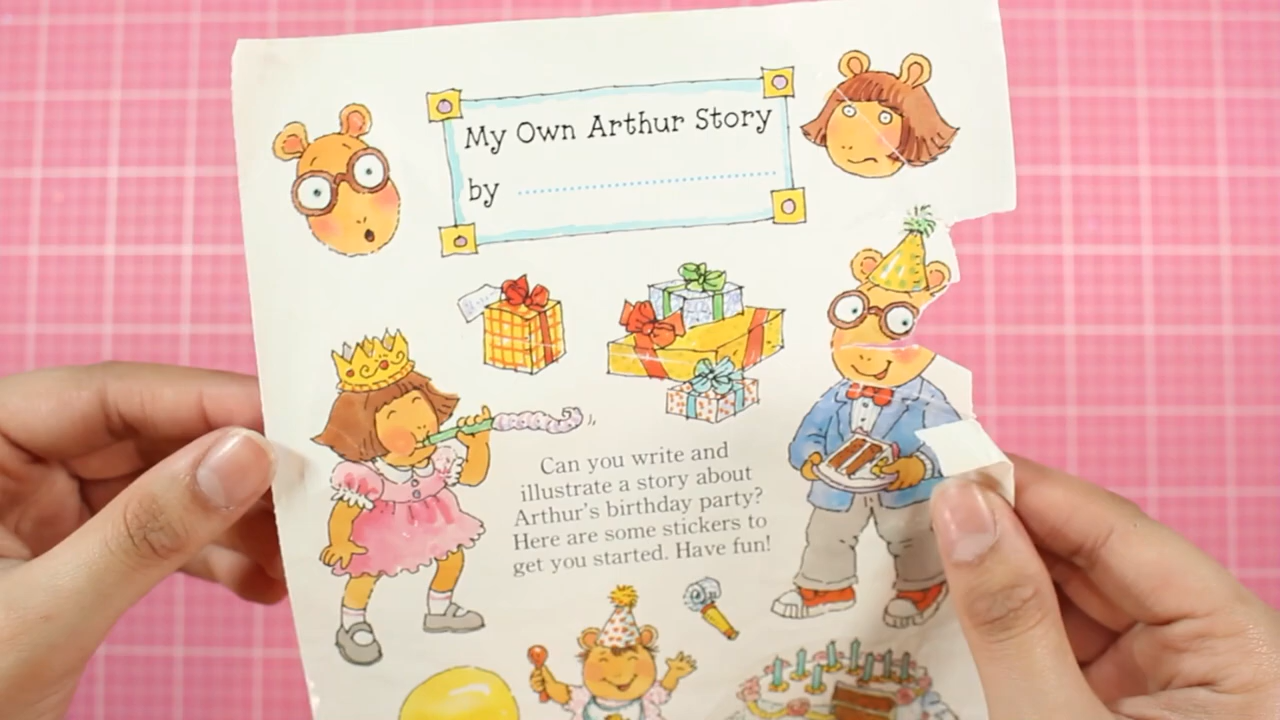 My Own Arthur Story
by
Can you write and
illustrate a story about
Arthur's birthday party?
Here are some stickers to
get you started. Have fun!